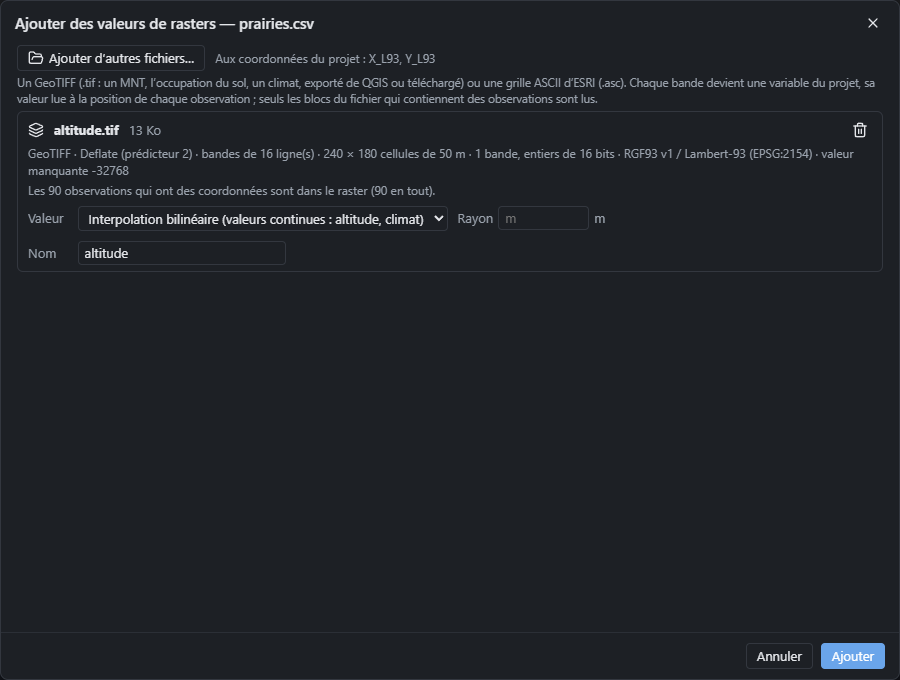 Ajouter des valeurs de rasters — prairies.csv
Ajouter d’autres fichiers... Aux coordonnées du projet : X_L93, Y_L93
Un GeoTIFF (.tif : un MNT, l’occupation du sol, un climat, exporté de QGIS ou téléchargé) ou une grille ASCII d’ESRI (.asc). Chaque bande devient une variable du projet, sa
valeur lue à la position de chaque observation ; seuls les blocs du fichier qui contiennent des observations sont lus.
altitude.tif 13 Ko
GeoTIFF · Deflate (prédicteur 2) · bandes de 16 ligne(s) · 240 × 180 cellules de 50 m · 1 bande, entiers de 16 bits · RGF93 v1 / Lambert-93 (EPSG:2154) · valeur
manquante -32768
Les 90 observations qui ont des coordonnées sont dans le raster (90 en tout).
Valeur Interpolation bilinéaire (valeurs continues : altitude, climat) Rayon m m
Nom altitude
Annuler Ajouter